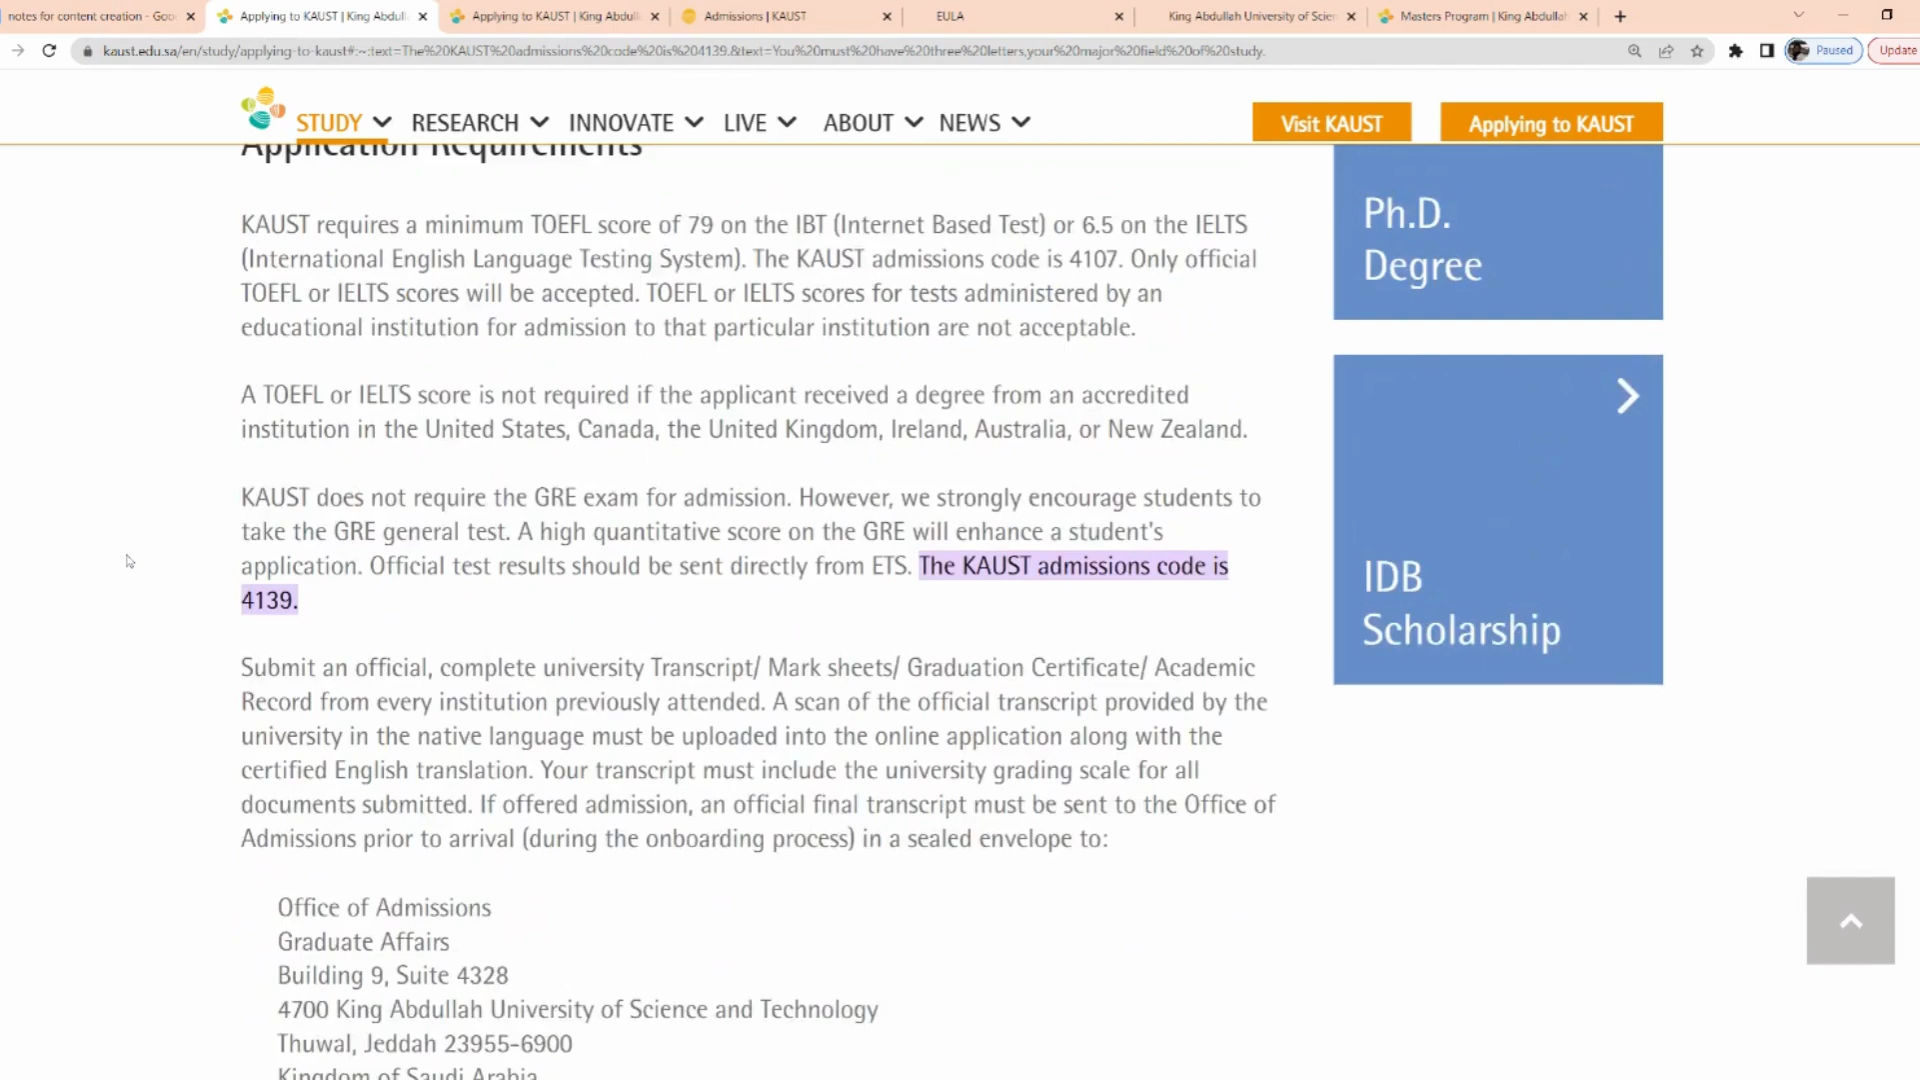 notes for content creation - Goo
Applying to KAUST | King Abdull
Applying to KAUST | King Abdull
Admissions | KAUST
EULA
King Abdullah University of Scien
Masters Program | King Abdullah
kaust.edu.sa/en/study/applying-to-kaust#:~:text=The%20KAUST%20admissions%20code%20is%204139.&text=You%20must%20have%20three%20letters,your%20major%20field%20of%20study.
Paused
Update
STUDY RESEARCH INNOVATE LIVE ABOUT NEWS
Visit KAUST
Applying to KAUST
Application Requirements
KAUST requires a minimum TOEFL score of 79 on the IBT (Internet Based Test) or 6.5 on the IELTS
(International English Language Testing System). The KAUST admissions code is 4107. Only official
TOEFL or IELTS scores will be accepted. TOEFL or IELTS scores for tests administered by an
educational institution for admission to that particular institution are not acceptable.
A TOEFL or IELTS score is not required if the applicant received a degree from an accredited
institution in the United States, Canada, the United Kingdom, Ireland, Australia, or New Zealand.
KAUST does not require the GRE exam for admission. However, we strongly encourage students to
take the GRE general test. A high quantitative score on the GRE will enhance a student's
application. Official test results should be sent directly from ETS. The KAUST admissions code is
4139.
Submit an official, complete university Transcript/ Mark sheets/ Graduation Certificate/ Academic
Record from every institution previously attended. A scan of the official transcript provided by the
university in the native language must be uploaded into the online application along with the
certified English translation. Your transcript must include the university grading scale for all
documents submitted. If offered admission, an official final transcript must be sent to the Office of
Admissions prior to arrival (during the onboarding process) in a sealed envelope to:
Office of Admissions
Graduate Affairs
Building 9, Suite 4328
4700 King Abdullah University of Science and Technology
Thuwal, Jeddah 23955-6900
Kingdom of Saudi Arabia
Ph.D.
Degree
IDB
Scholarship